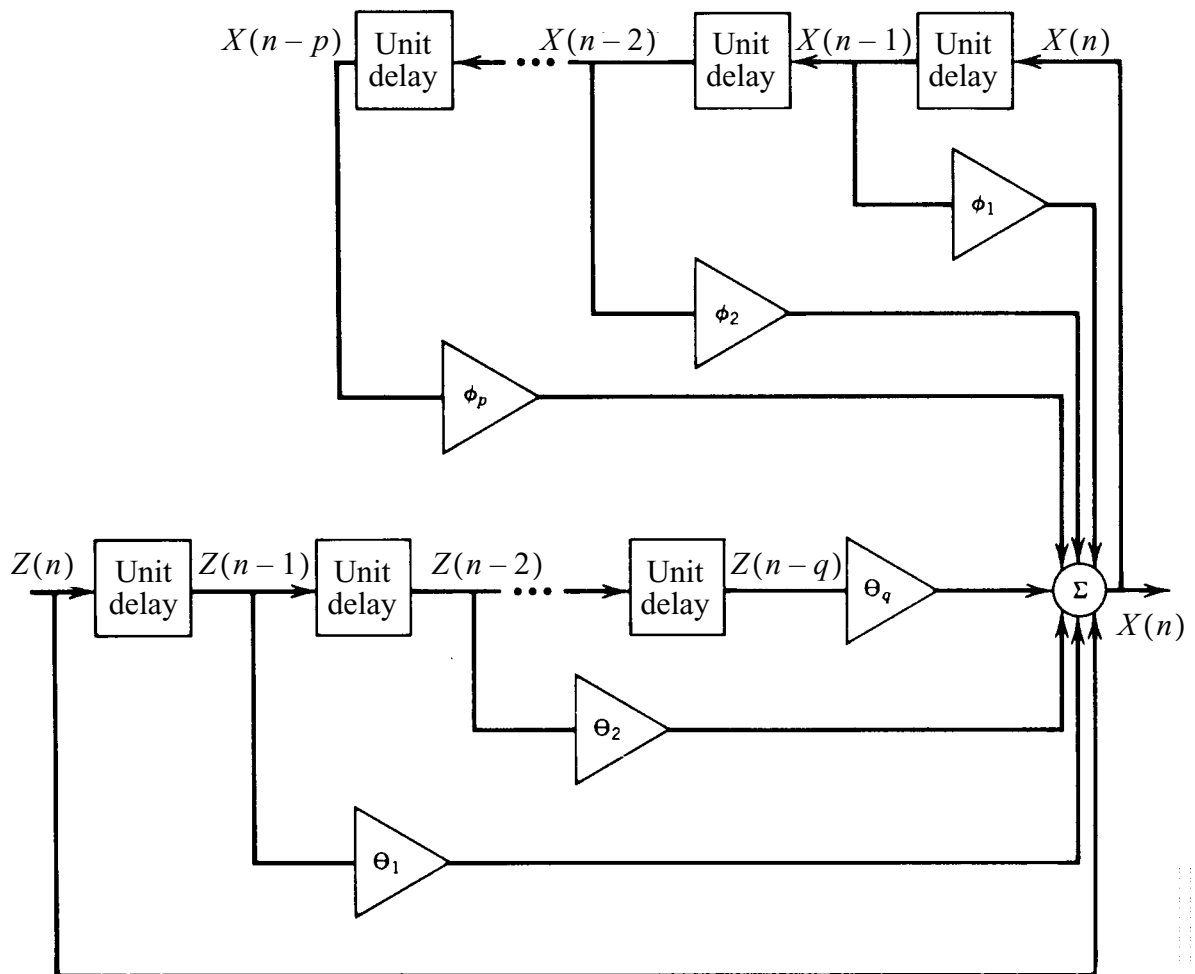 X(n − p)
Unit
delay
X(n − 2)
Unit
delay
X(n − 1)
Unit
delay
X(n)
ϕ₁
ϕ₂
ϕₚ
Z(n)
Unit
delay
Z(n − 1)
Unit
delay
Z(n − 2)
Unit
delay
Z(n − q)
Θ_q
Σ
X(n)
Θ₂
Θ₁